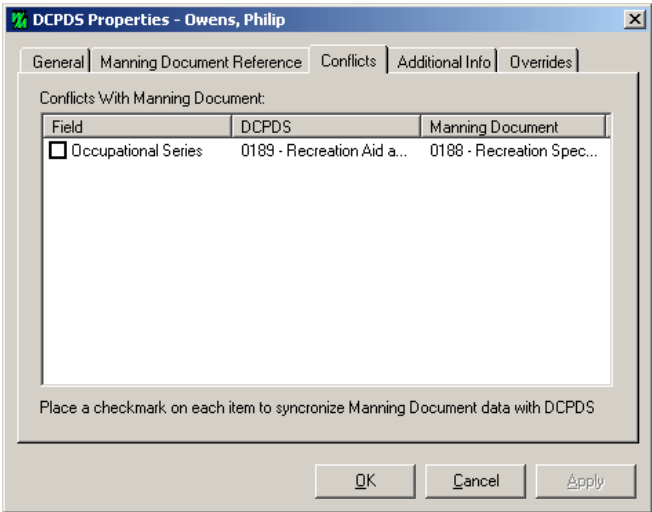 DCPDS Properties - Owens, Philip
General Manning Document Reference Conflicts Additional Info Overrides
Conflicts With Manning Document:
Field DCPDS Manning Document
Occupational Series 0189 - Recreation Aid a... 0188 - Recreation Spec...
Place a checkmark on each item to syncronize Manning Document data with DCPDS
OK Cancel Apply